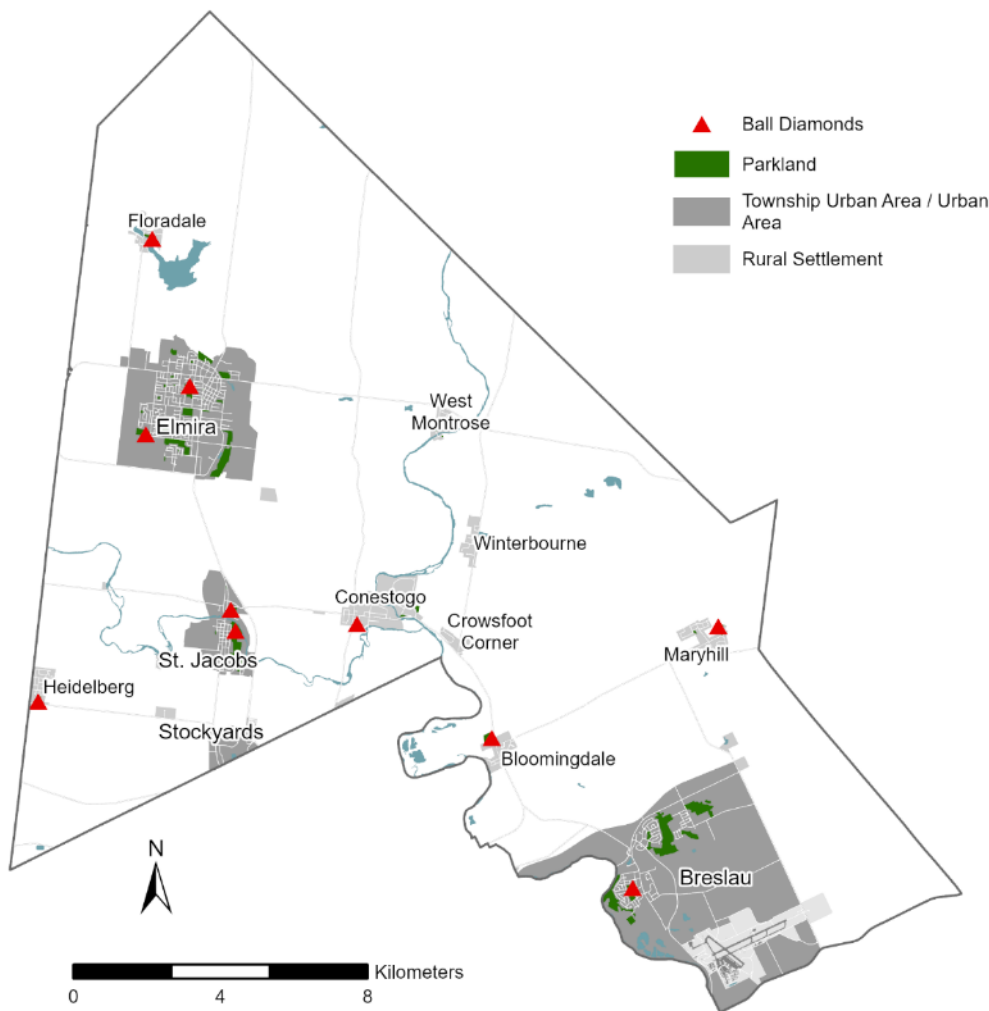 Ball Diamonds
Parkland
Township Urban Area / Urban
Area
Rural Settlement
Floradale
Elmira
West
Montrose
Winterbourne
Conestogo
Crowsfoot
Corner
Maryhill
St. Jacobs
Heidelberg
Stockyards
Bloomingdale
Breslau
N
Kilometers
0 4 8